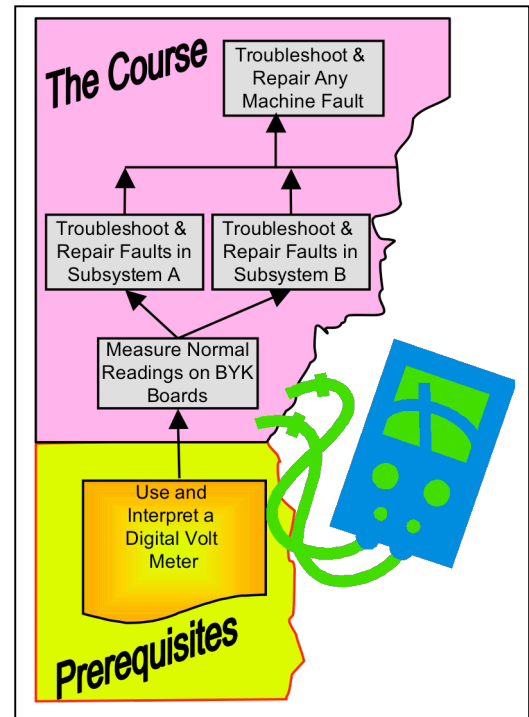 The Course
Troubleshoot &
Repair Any
Machine Fault
Troubleshoot &
Repair Faults in
Subsystem A
Troubleshoot &
Repair Faults in
Subsystem B
Measure Normal
Readings on BYK
Boards
Use and
Interpret a
Digital Volt
Meter
Prerequisites